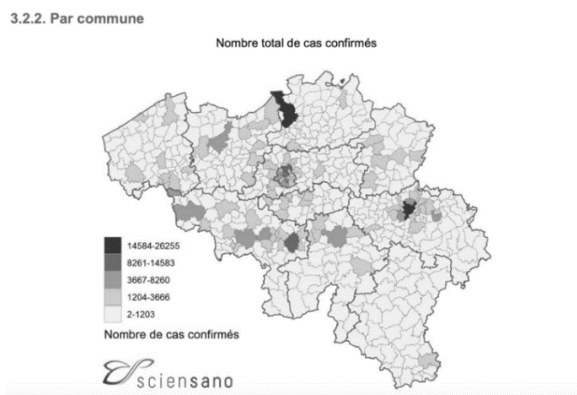 3.2.2. Par commune
Nombre total de cas confirmés
14584-26255
8261-14583
3667-8260
1204-3666
2-1203
Nombre de cas confirmés
sciensano